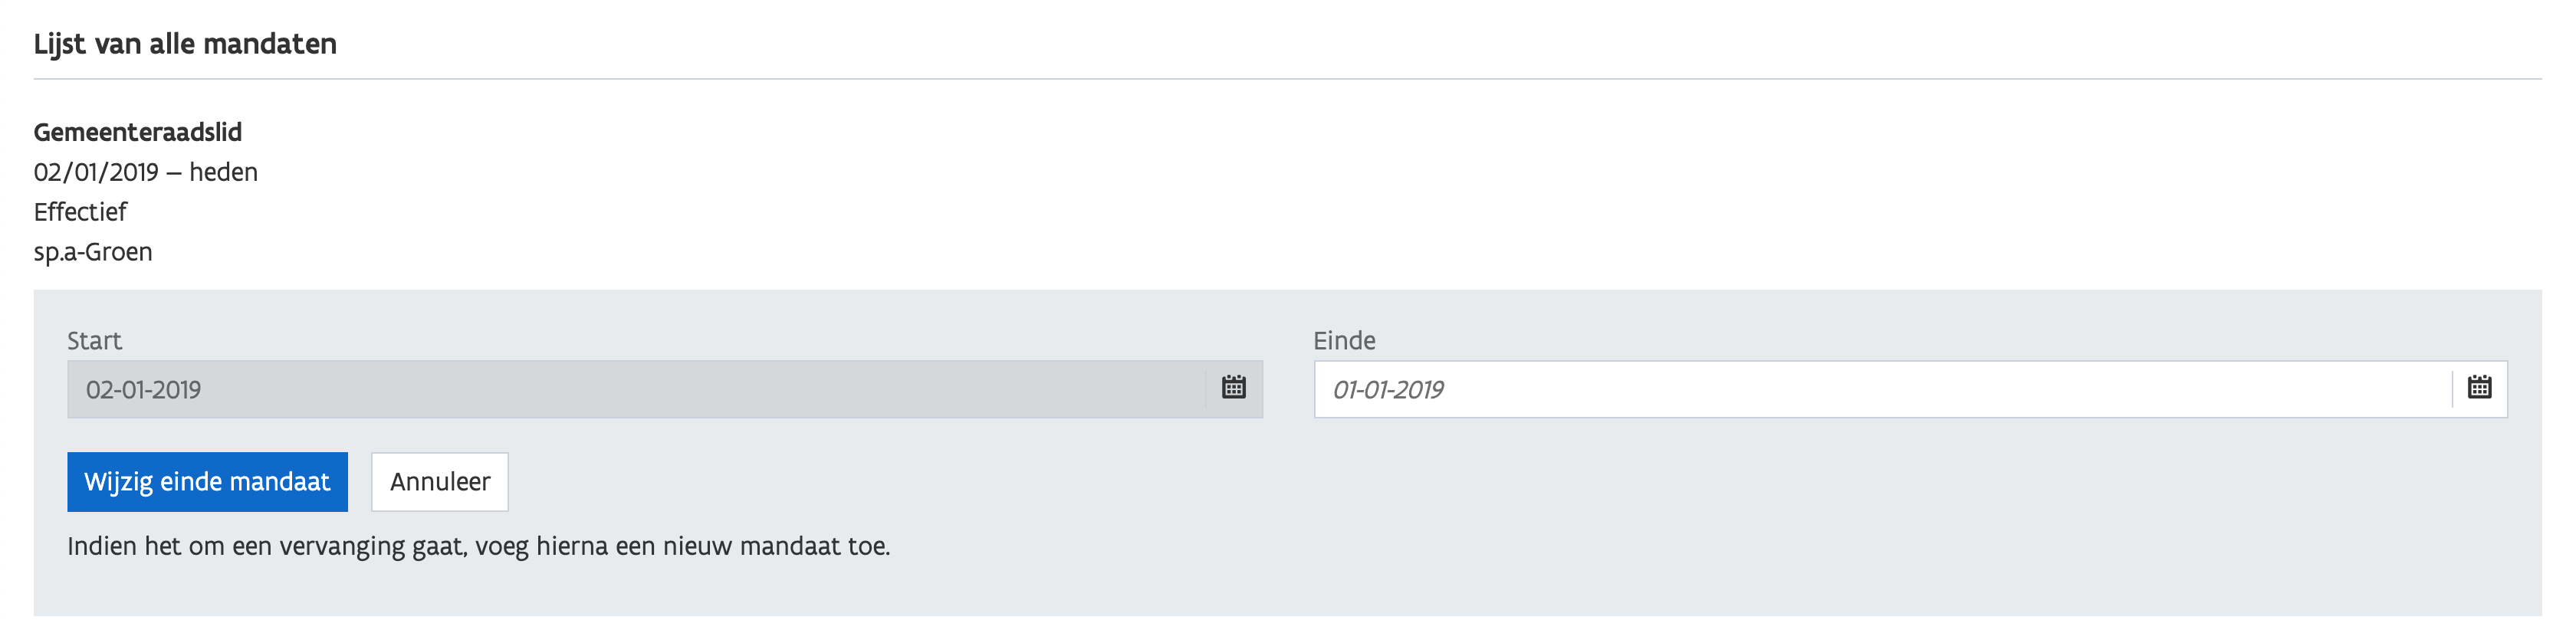 Lijst van alle mandaten
Gemeenteraadslid
02/01/2019 – heden
Effectief
sp.a-Groen
Start
Einde
02-01-2019
01-01-2019
Wijzig einde mandaat
Annuleer
Indien het om een vervanging gaat, voeg hierna een nieuw mandaat toe.